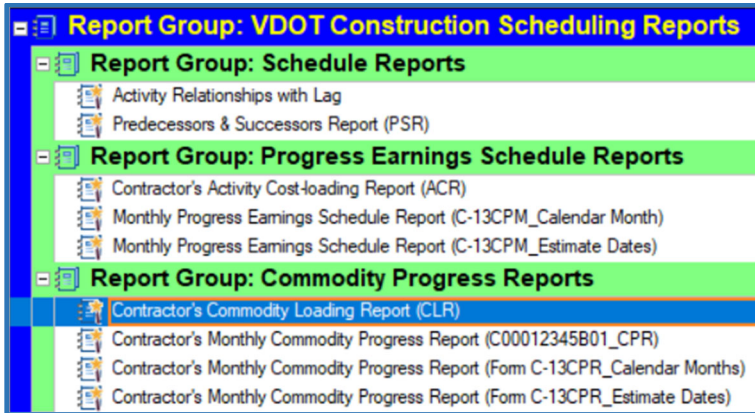 Report Group: VDOT Construction Scheduling Reports
Report Group: Schedule Reports
Activity Relationships with Lag
Predecessors & Successors Report (PSR)
Report Group: Progress Earnings Schedule Reports
Contractor's Activity Cost-loading Report (ACR)
Monthly Progress Earnings Schedule Report (C-13CPM_Calendar Month)
Monthly Progress Earnings Schedule Report (C-13CPM_Estimate Dates)
Report Group: Commodity Progress Reports
Contractor's Commodity Loading Report (CLR)
Contractor's Monthly Commodity Progress Report (C00012345B01_CPR)
Contractor's Monthly Commodity Progress Report (Form C-13CPR_Calendar Months)
Contractor's Monthly Commodity Progress Report (Form C-13CPR_Estimate Dates)